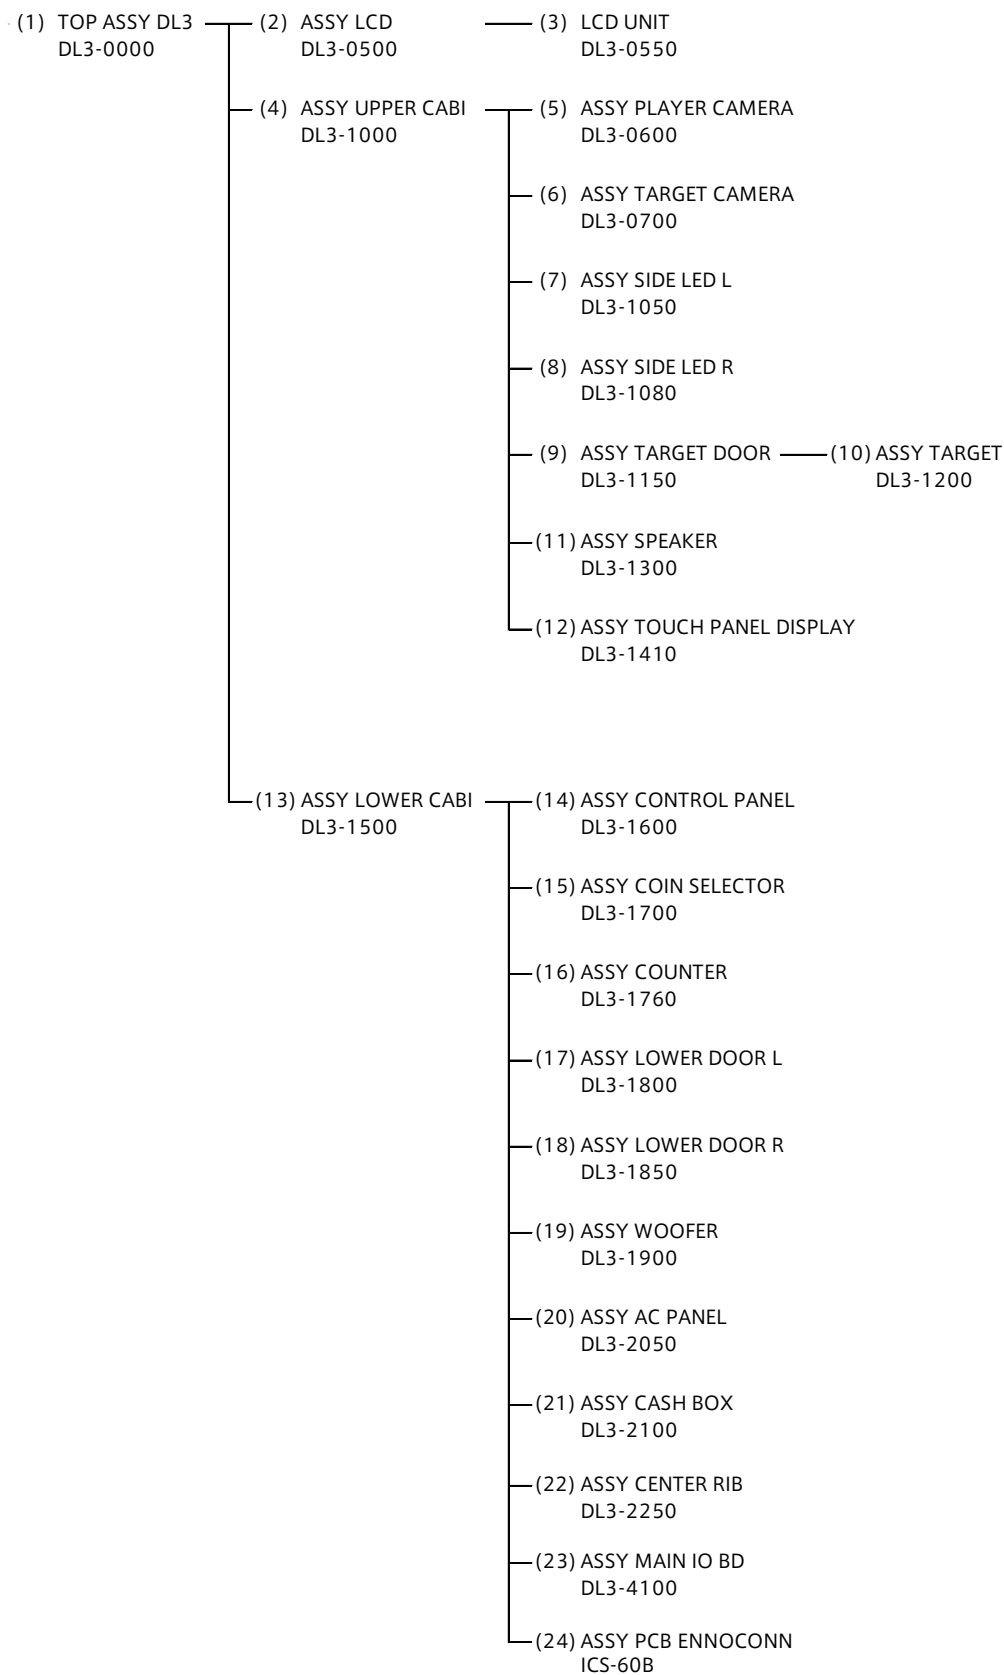 (1) TOP ASSY DL3
DL3-0000
(2) ASSY LCD
DL3-0500
(3) LCD UNIT
DL3-0550
(4) ASSY UPPER CABI
DL3-1000
(5) ASSY PLAYER CAMERA
DL3-0600
(6) ASSY TARGET CAMERA
DL3-0700
(7) ASSY SIDE LED L
DL3-1050
(8) ASSY SIDE LED R
DL3-1080
(9) ASSY TARGET DOOR
DL3-1150
(10) ASSY TARGET
DL3-1200
(11) ASSY SPEAKER
DL3-1300
(12) ASSY TOUCH PANEL DISPLAY
DL3-1410
(13) ASSY LOWER CABI
DL3-1500
(14) ASSY CONTROL PANEL
DL3-1600
(15) ASSY COIN SELECTOR
DL3-1700
(16) ASSY COUNTER
DL3-1760
(17) ASSY LOWER DOOR L
DL3-1800
(18) ASSY LOWER DOOR R
DL3-1850
(19) ASSY WOOFER
DL3-1900
(20) ASSY AC PANEL
DL3-2050
(21) ASSY CASH BOX
DL3-2100
(22) ASSY CENTER RIB
DL3-2250
(23) ASSY MAIN IO BD
DL3-4100
(24) ASSY PCB ENNOCONN
ICS-60B